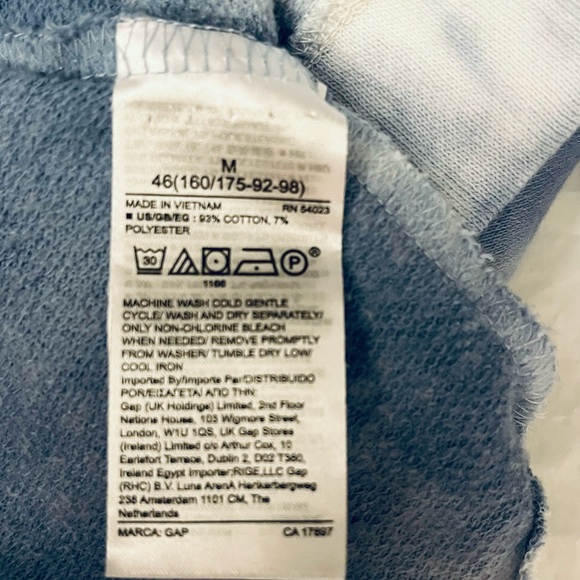 M
46(160/175-92-98)
MADE IN VIETNAM RN 54023
■ US/GB/EG : 93% COTTON, 7%
POLYESTER
30 P®
1166
MACHINE WASH COLD GENTLE
CYCLE/ WASH AND DRY SEPARATELY/
ONLY NON-CHLORINE BLEACH
WHEN NEEDED/ REMOVE PROMPTLY
FROM WASHER/ TUMBLE DRY LOW/
COOL IRON
Imported By/Importe Par/DISTRIBUIDO
POR/ΕΙΣΑΓΕΤΑΙ ΑΠΟ ΤΗΝ:
Gap (UK Holdings) Limited, 2nd Floor
Nations House, 103 Wigmore Street,
London, W1U 1QS, UK Gap Stores
(Ireland) Limited c/o Arthur Cox, 10
Earlsfort Terrace, Dublin 2, D02 T380,
Ireland Egypt Importer:RIGE,LLC Gap
(RHC) B.V. Luna ArenA Herikerbergweg
238 Amsterdam 1101 CM, The
Netherlands
MARCA: GAP CA 17897